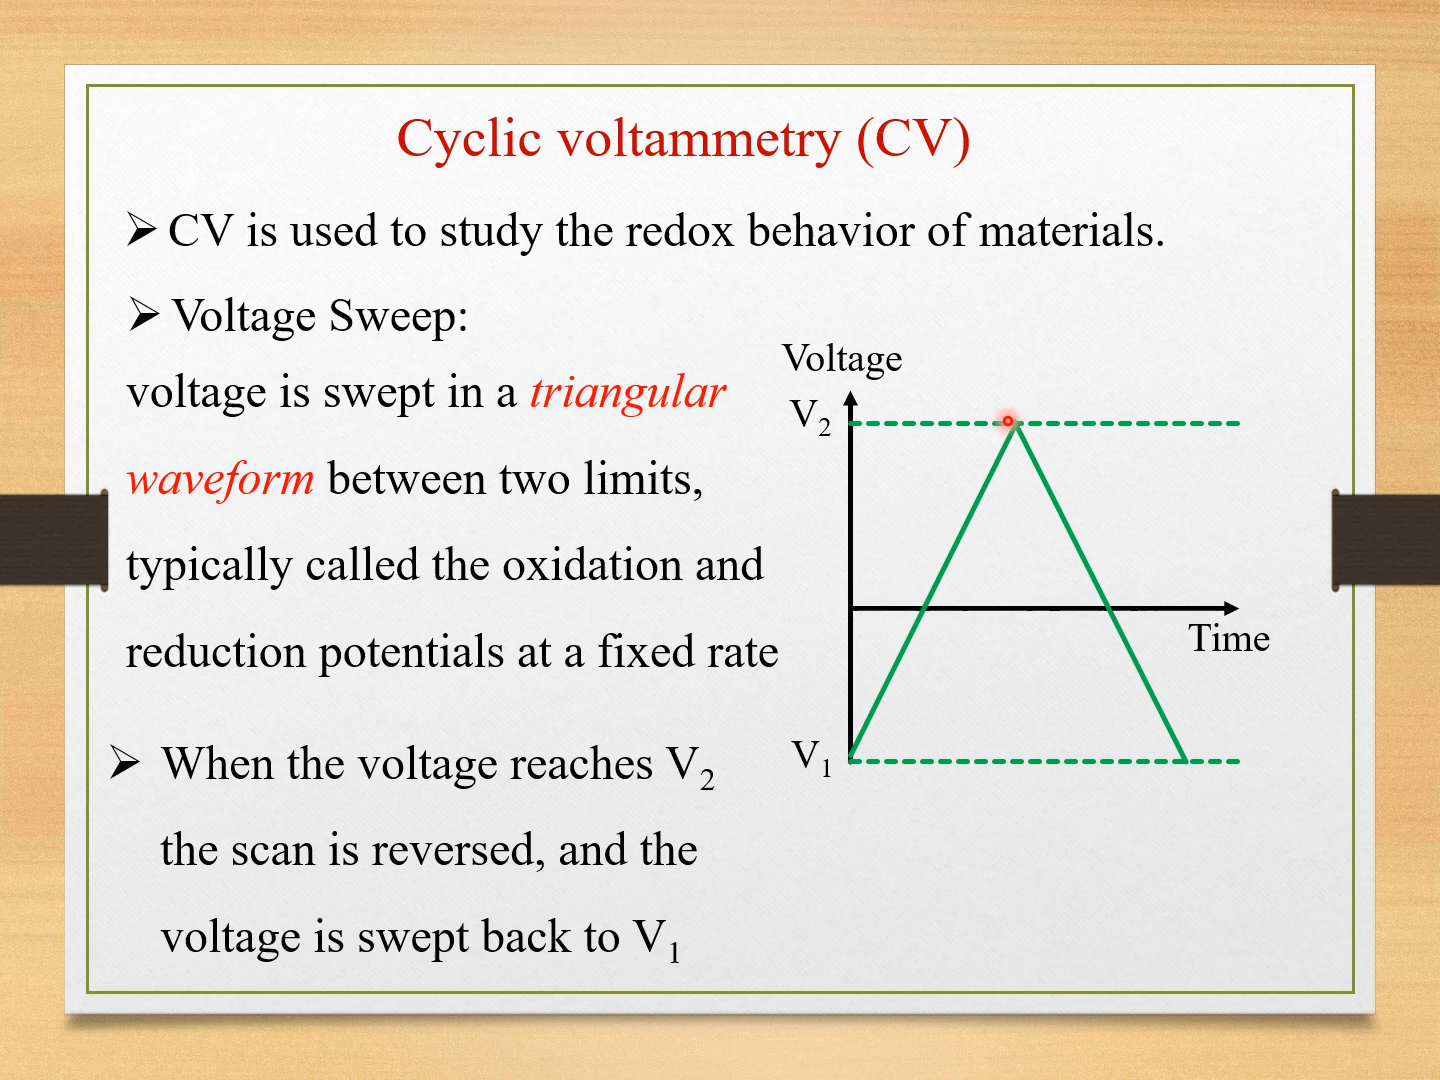 Cyclic voltammetry (CV)
➢ CV is used to study the redox behavior of materials.
➢ Voltage Sweep:
voltage is swept in a triangular
waveform between two limits,
typically called the oxidation and
reduction potentials at a fixed rate
➢ When the voltage reaches V₂
the scan is reversed, and the
voltage is swept back to V₁
Voltage
V₂
Time
V₁